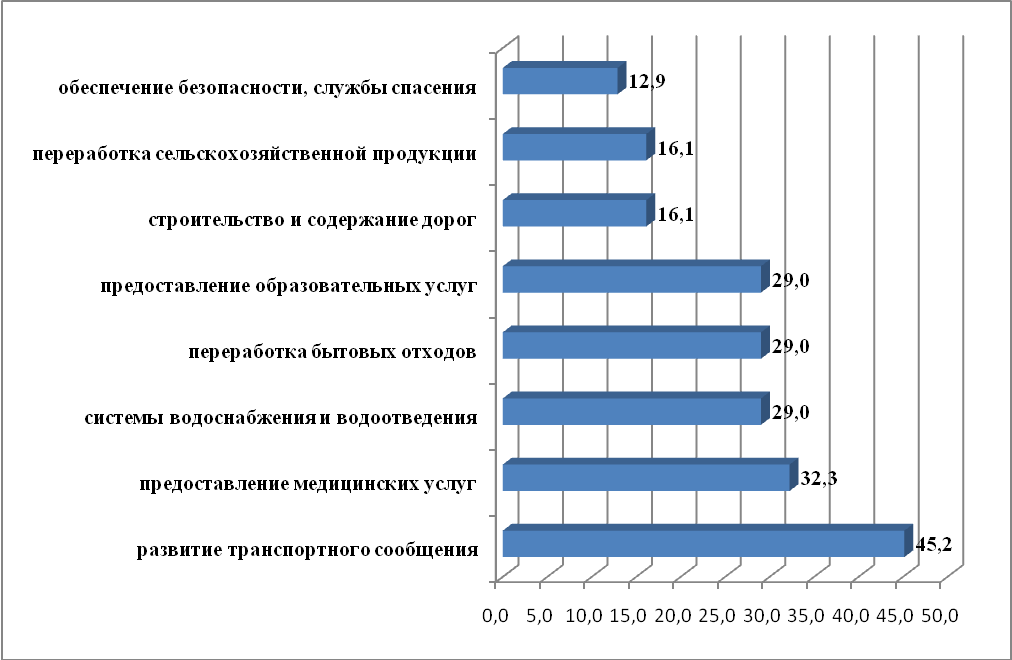 обеспечение безопасности, службы спасения 12,9
переработка сельскохозяйственной продукции 16,1
строительство и содержание дорог 16,1
предоставление образовательных услуг 29,0
переработка бытовых отходов 29,0
системы водоснабжения и водоотведения 29,0
предоставление медицинских услуг 32,3
развитие транспортного сообщения 45,2
0,0 5,0 10,0 15,0 20,0 25,0 30,0 35,0 40,0 45,0 50,0